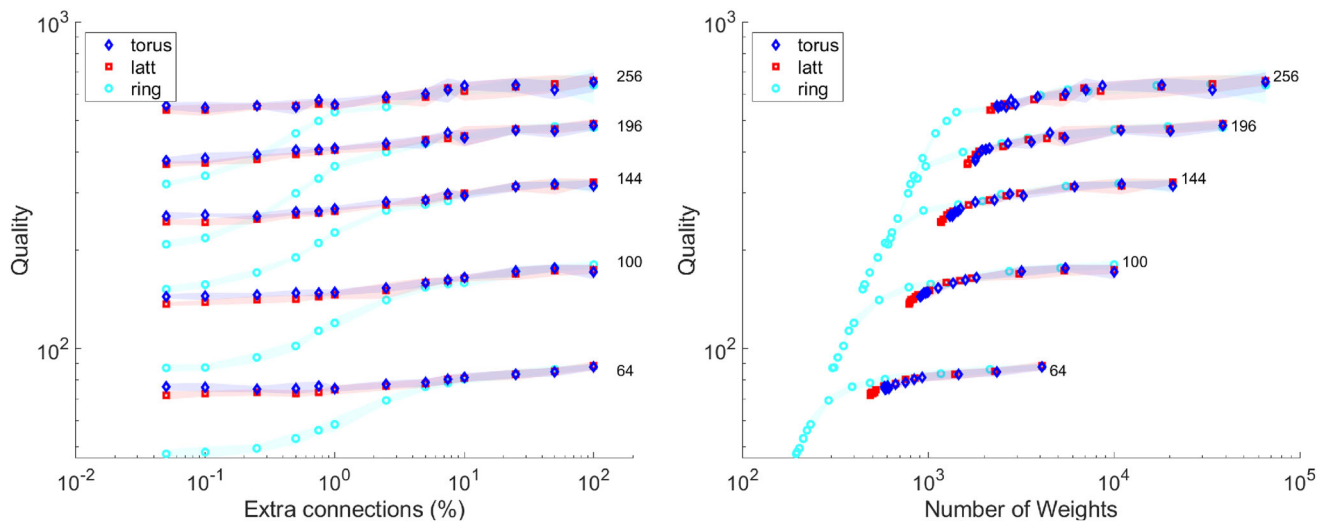 10^3
torus
latt
ring
256
196
144
100
64
Quality
10^2
10^-2
10^-1
10^0
10^1
10^2
Extra connections (%)
10^3
torus
latt
ring
256
196
144
100
64
Quality
10^2
10^2
10^3
10^4
10^5
Number of Weights